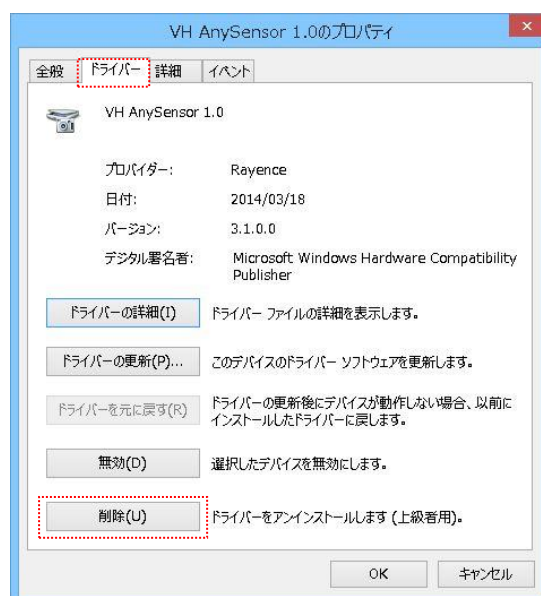 VH AnySensor 1.0のプロパティ
全般 ドライバー 詳細 イベント
VH AnySensor 1.0
プロバイダー: Rayence
日付: 2014/03/18
バージョン: 3.1.0.0
デジタル署名者: Microsoft Windows Hardware Compatibility
Publisher
ドライバーの詳細(I) ドライバー ファイルの詳細を表示します。
ドライバーの更新(P)... このデバイスのドライバー ソフトウェアを更新します。
ドライバーを元に戻す(R) ドライバーの更新後にデバイスが動作しない場合、以前に
インストールしたドライバーに戻します。
無効(D) 選択したデバイスを無効にします。
削除(U) ドライバーをアンインストールします (上級者用)。
OK キャンセル